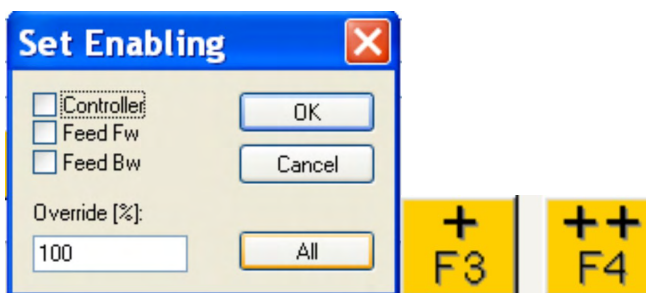 Set Enabling
Controller
Feed Fw
Feed Bw
OK
Cancel
Override [%]:
100
All
+
F3
++
F4